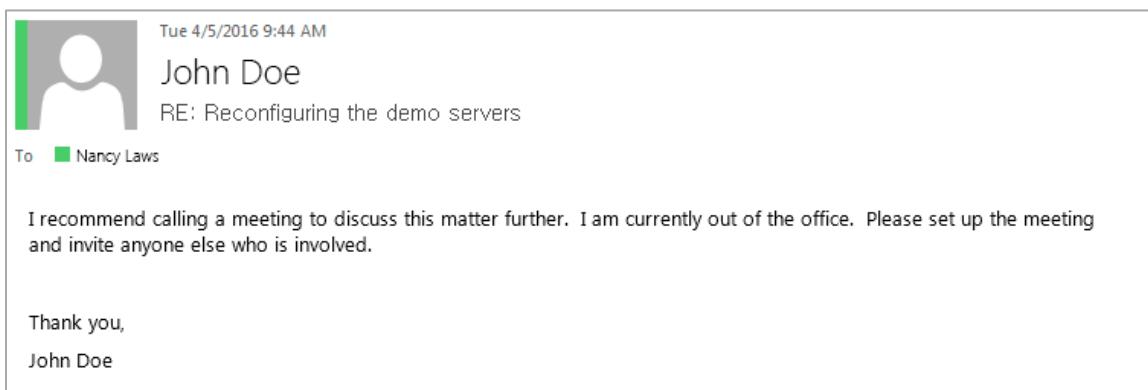 Tue 4/5/2016 9:44 AM
John Doe
RE: Reconfiguring the demo servers
To Nancy Laws
I recommend calling a meeting to discuss this matter further.  I am currently out of the office.  Please set up the meeting
and invite anyone else who is involved.
Thank you,
John Doe